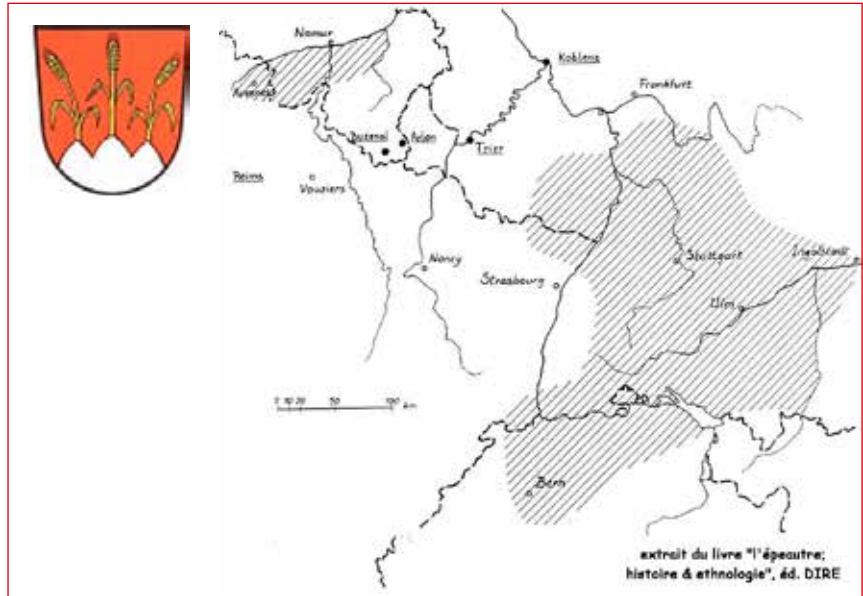 Namur
Koblenz
Frankfurt
Buzenol
Arlon
Trier
Reims
Vouziers
Nancy
Strasbourg
Stuttgart
Ingolstadt
Ulm
0 10 20 50 100 km
Bern
extrait du livre "l'épeautre;
histoire & ethnologie", éd. DIRE